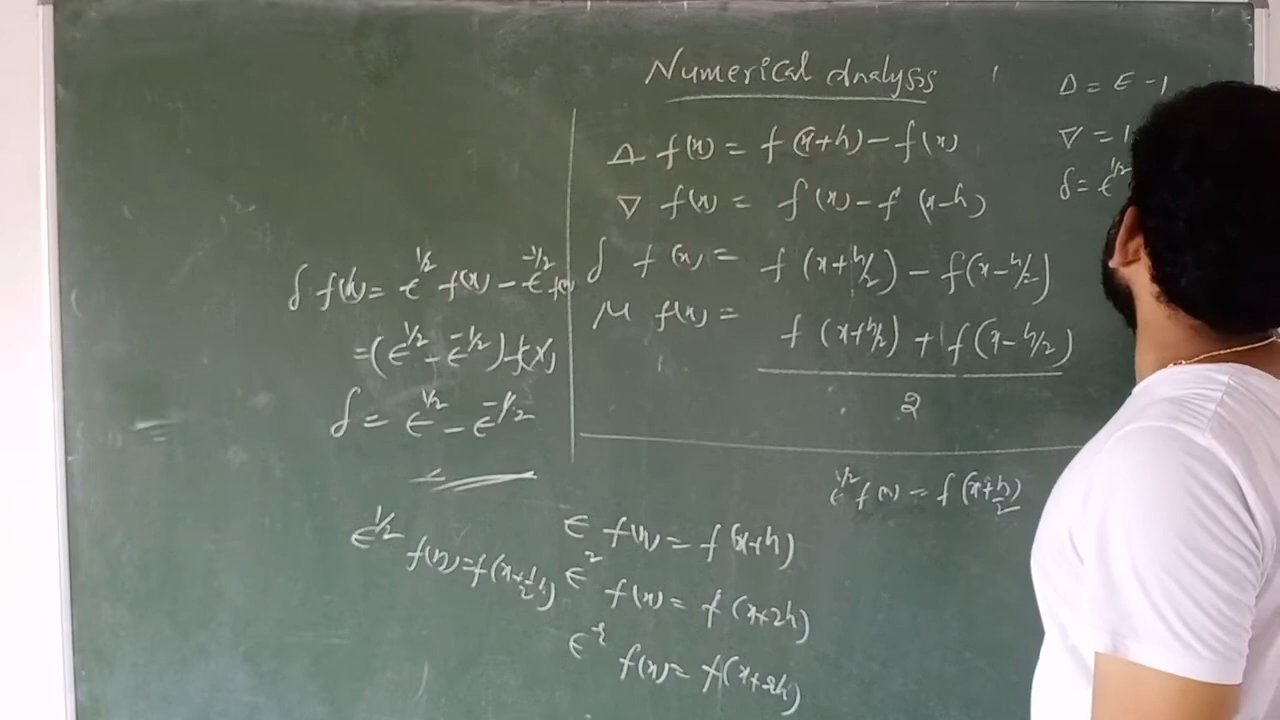 Numerical Analysis
Δ f(x) = f(x+h) − f(x)
∇ f(x) = f(x) − f(x−h)
δ f(x) = f(x+h/2) − f(x−h/2)
μ f(x) = f(x+h/2) + f(x−h/2)
2
Δ = E − 1
∇ = 1
δ = E^1/2
δ f(x) = E^1/2 f(x) − E^-1/2 f(x)
= (E^1/2 − E^-1/2) f(x)
δ = E^1/2 − E^-1/2
E^1/2 f(x) = f(x+h/2)
E^1/2 f(x) = f(x+1/2 h)
E f(x) = f(x+h)
E^2 f(x) = f(x+2h)
E^r f(x) = f(x+rh)